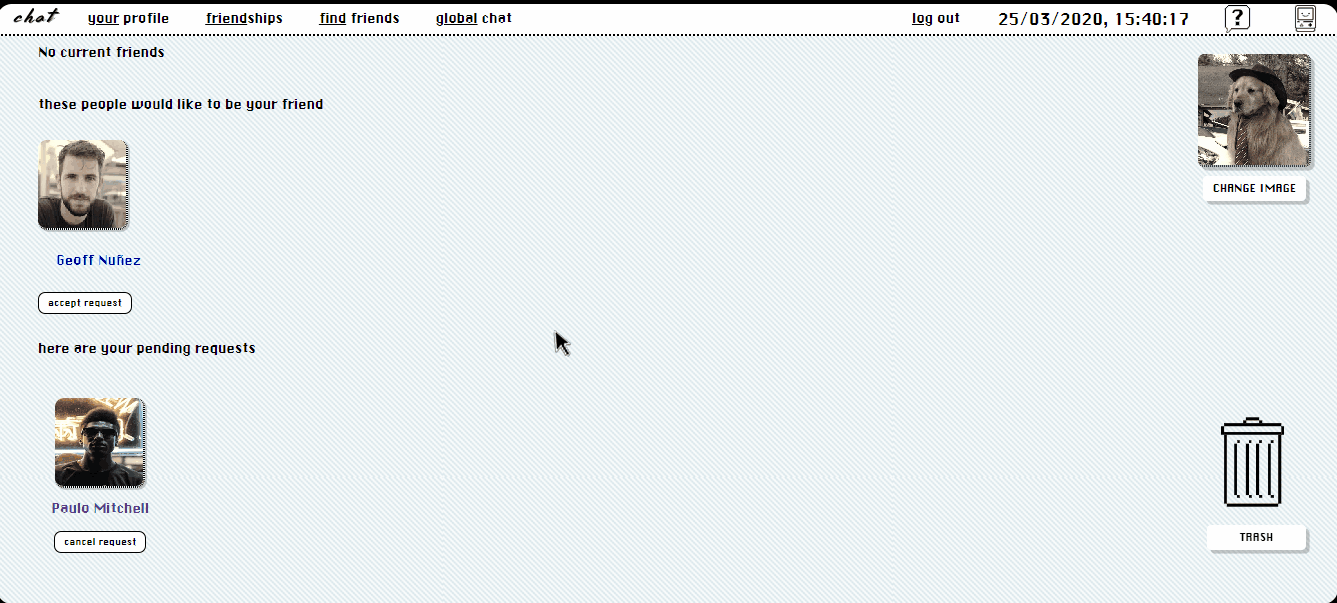 chat your profile friendships find friends global chat log out 25/03/2020, 15:40:17 ?
No current friends
these people would like to be your friend
CHANGE IMAGE
Geoff Nuñez
accept request
here are your pending requests
Paulo Mitchell
cancel request
TRASH